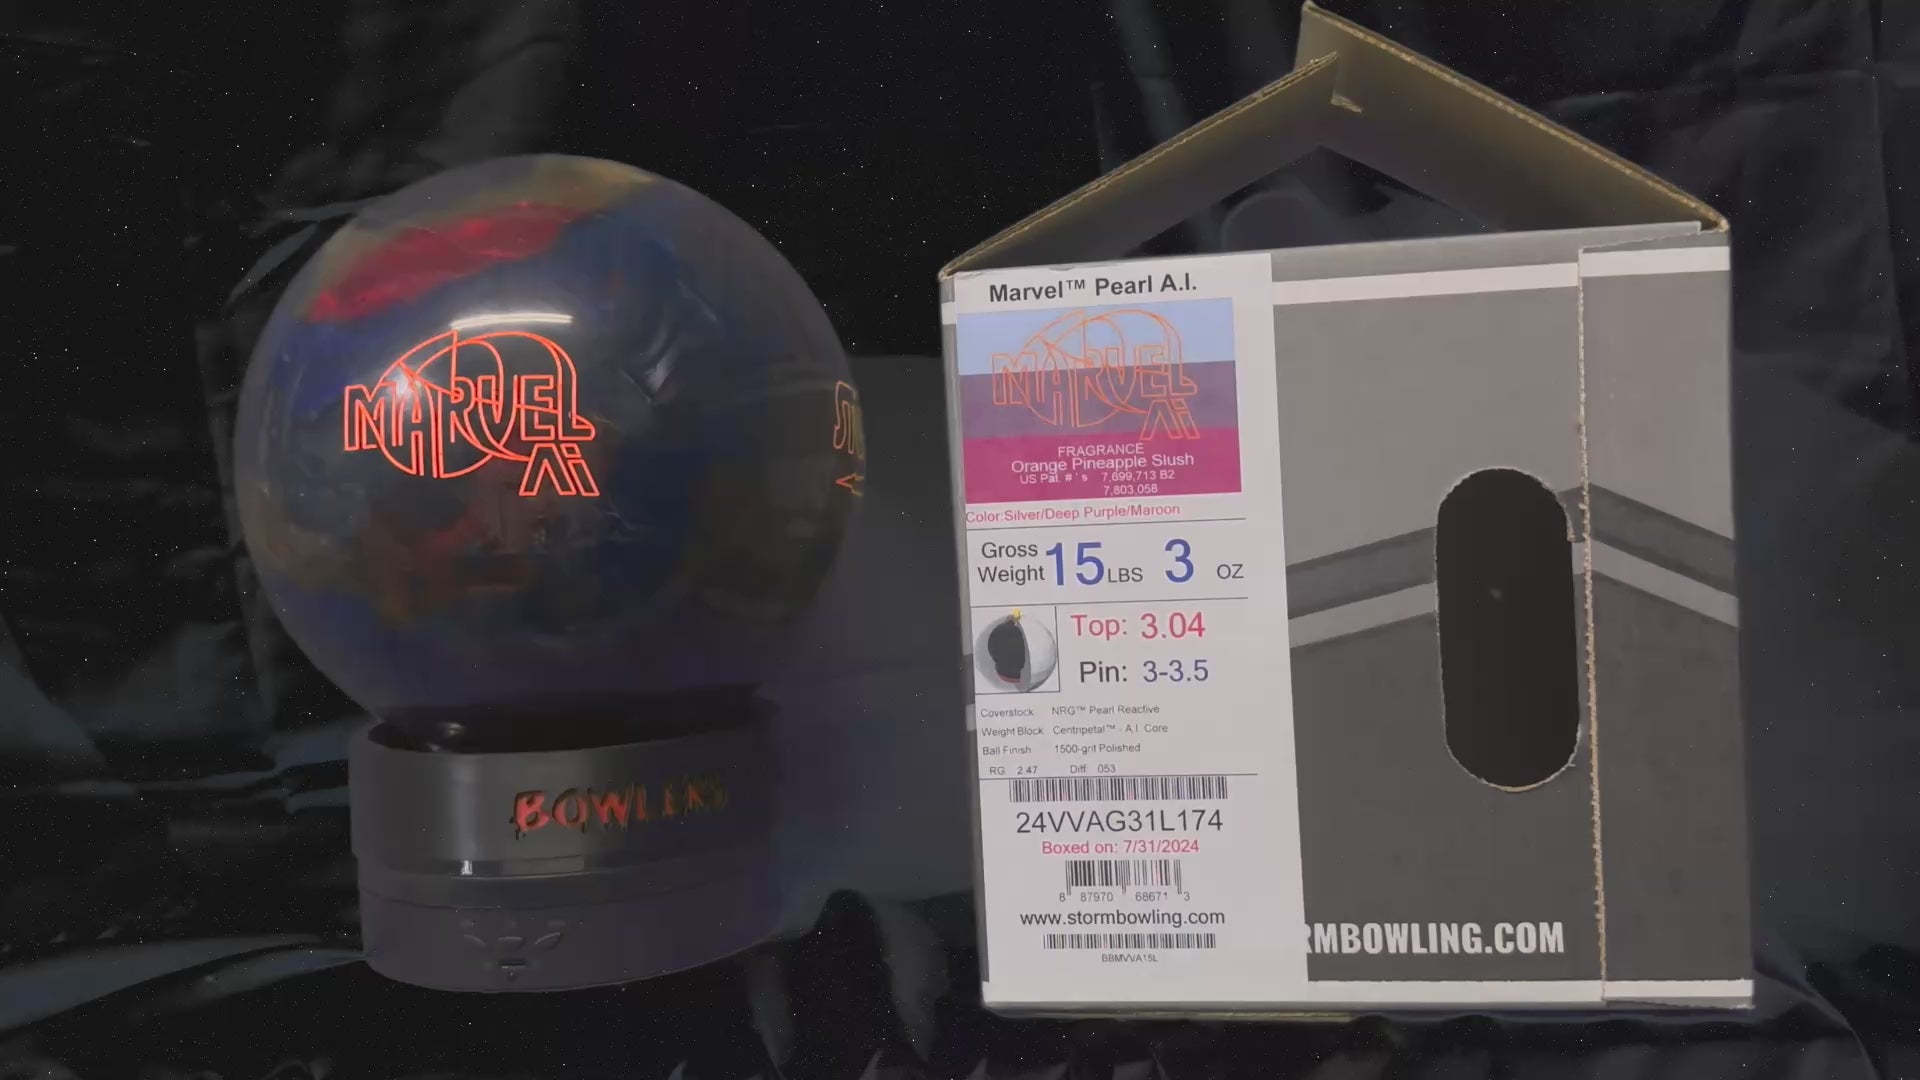 MARVEL
Ai
BOWLERS
Marvel™ Pearl A.I.
MARVEL
Ai
FRAGRANCE
Orange Pineapple Slush
US Pat. #'s 7,699,713 B2
7,803,058
Color:Silver/Deep Purple/Maroon
Gross Weight 15 LBS 3 OZ
Top: 3.04
Pin: 3-3.5
Coverstock NRG™ Pearl Reactive
Weight Block Centripetal™ - A.I. Core
Ball Finish 1500-grit Polished
RG 2.47 Diff .053
24VVAG31L174
Boxed on: 7/31/2024
8 87970 68671 3
www.stormbowling.com
BBMVVA15L
RMBOWLING.COM